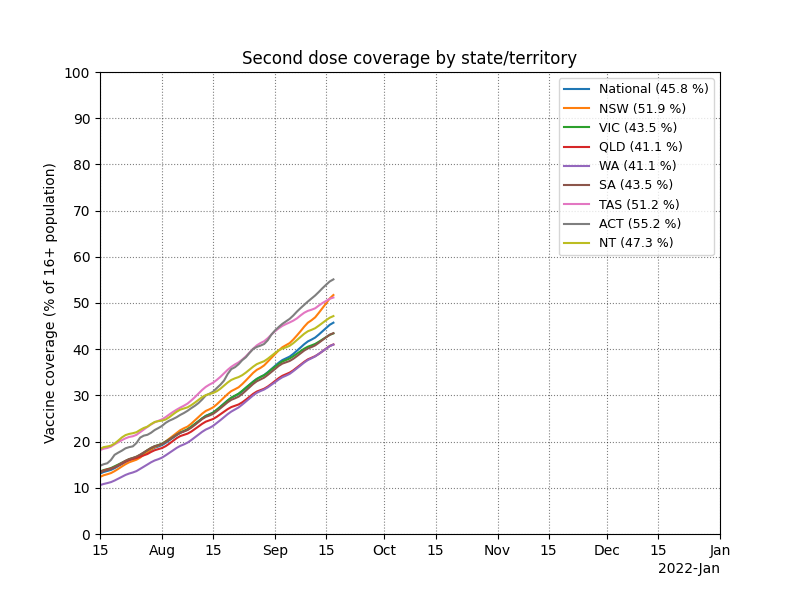 Second dose coverage by state/territory
Vaccine coverage (% of 16+ population)
100
90
80
70
60
50
40
30
20
10
0
National (45.8 %)
NSW (51.9 %)
VIC (43.5 %)
QLD (41.1 %)
WA (41.1 %)
SA (43.5 %)
TAS (51.2 %)
ACT (55.2 %)
NT (47.3 %)
15 Aug 15 Sep 15 Oct 15 Nov 15 Dec 15 Jan
2022-Jan